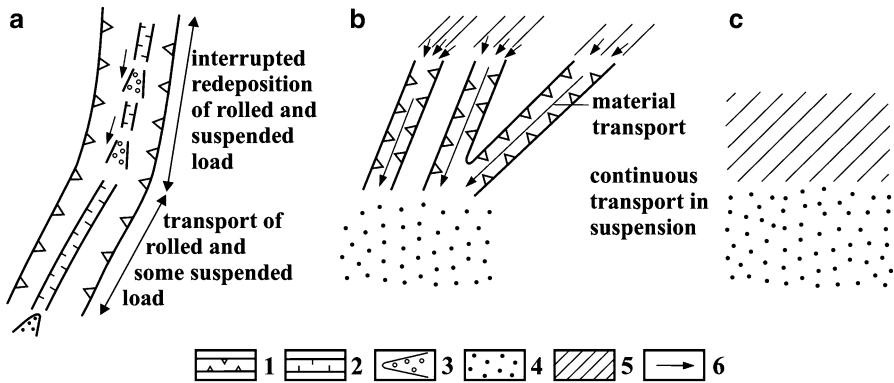 a
interrupted
redeposition
of rolled and
suspended
load
transport of
rolled and
some suspended
load
b
material
transport
continuous
transport in
suspension
c
1 2 3 4 5 6